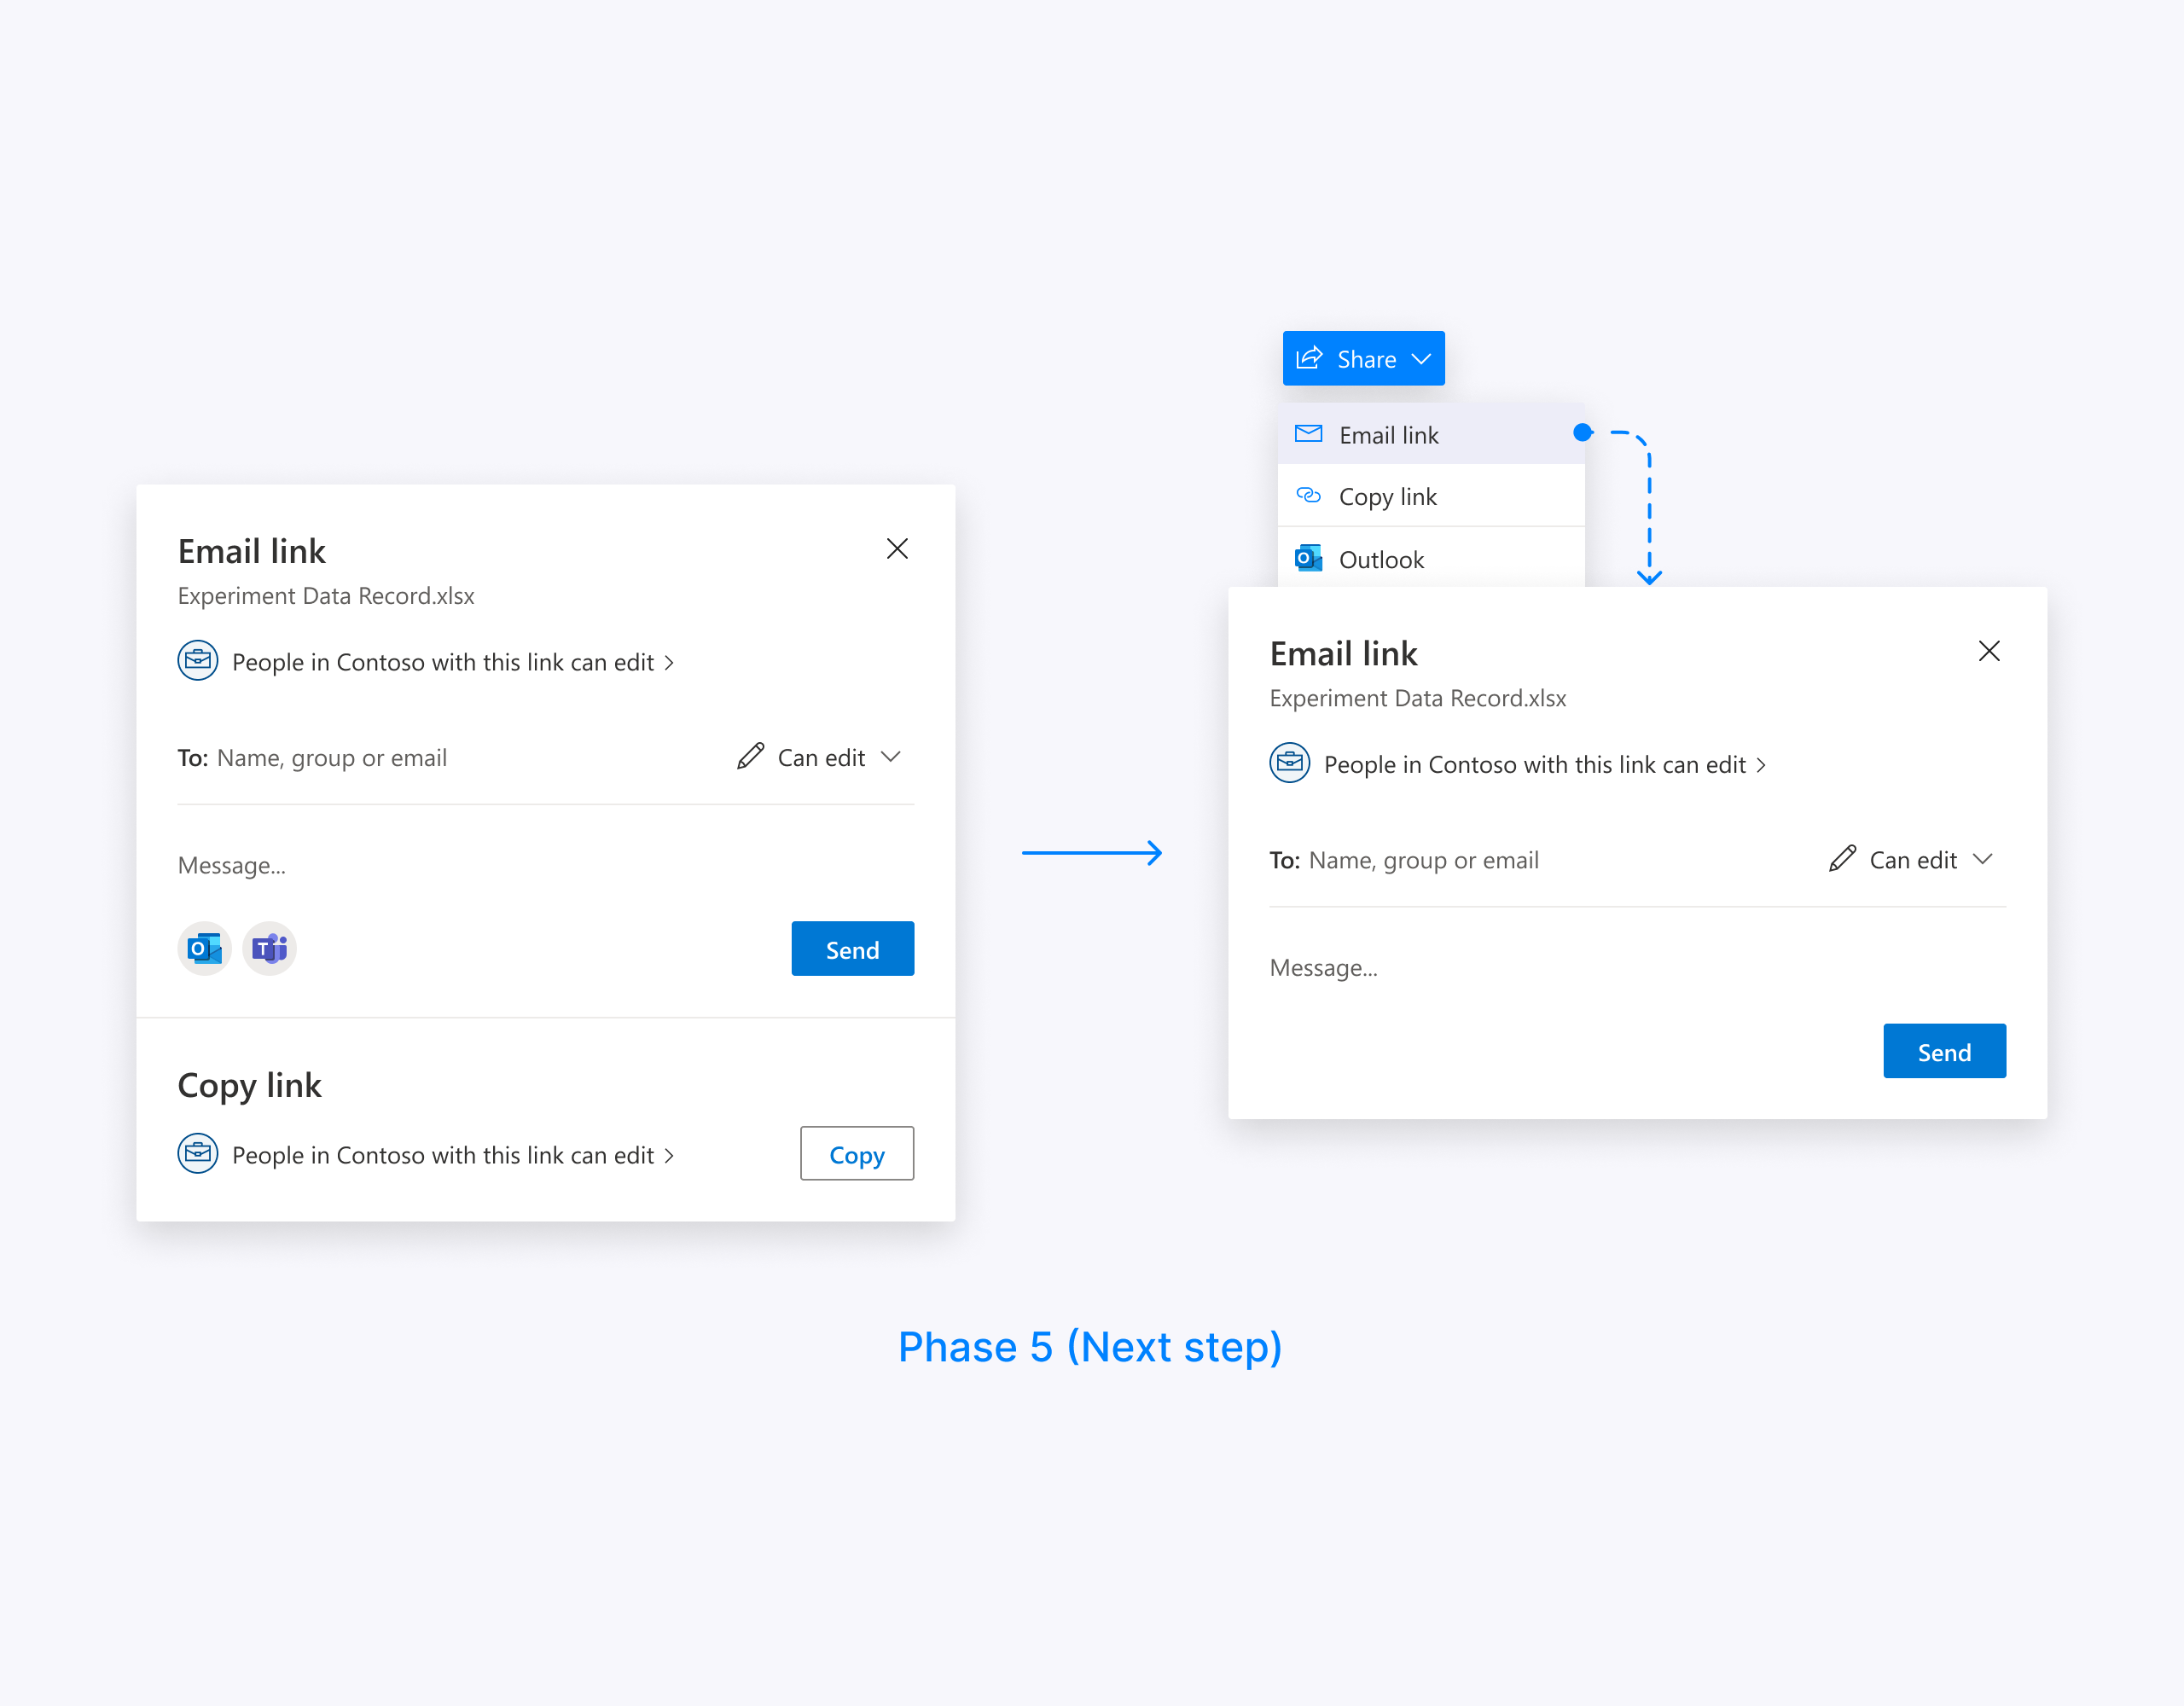 Email link
Experiment Data Record.xlsx
People in Contoso with this link can edit
To: Name, group or email
Can edit
Message...
Send
Copy link
People in Contoso with this link can edit
Copy
Share
Email link
Copy link
Outlook
Email link
Experiment Data Record.xlsx
People in Contoso with this link can edit
To: Name, group or email
Can edit
Message...
Send
Phase 5 (Next step)